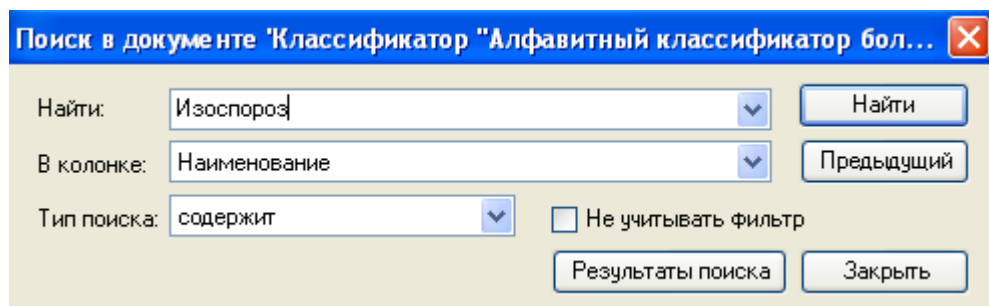 Поиск в документе 'Классификатор "Алфавитный классификатор бол...
Найти: Изоспороз Найти
В колонке: Наименование Предыдущий
Тип поиска: содержит Не учитывать фильтр
Результаты поиска Закрыть